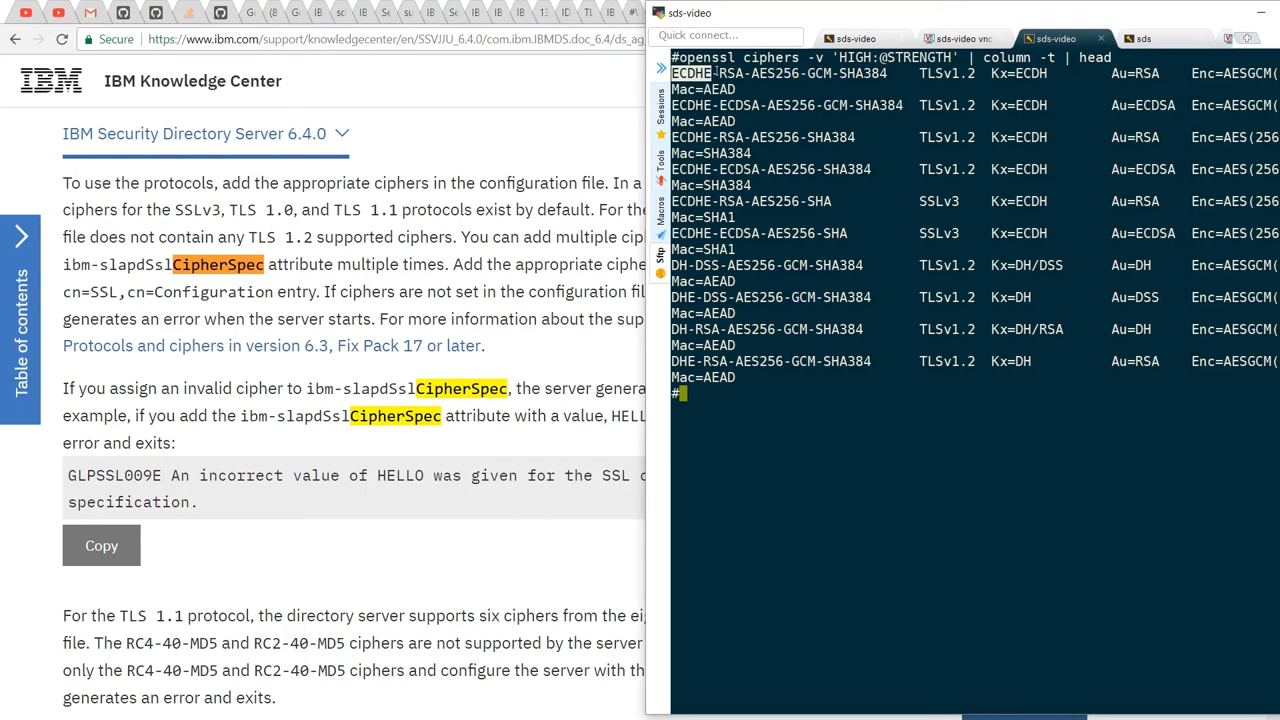 G
IB
sc
IB
SE
IB
IB
IB
13
ID
TL
IB
#\
sds-video
Secure
https://www.ibm.com/support/knowledgecenter/en/SSVJJU_6.4.0/com.ibm.IBMDS.doc_6.4/ds_ag
Quick connect...
sds-video
sds-video vnc
sds-video
sds
IBM
IBM Knowledge Center
IBM Security Directory Server 6.4.0
To use the protocols, add the appropriate ciphers in the configuration file. In a
ciphers for the SSLv3, TLS 1.0, and TLS 1.1 protocols exist by default. For the
file does not contain any TLS 1.2 supported ciphers. You can add multiple cip
ibm-slapdSslCipherSpec attribute multiple times. Add the appropriate ciphe
cn=SSL,cn=Configuration entry. If ciphers are not set in the configuration fil
generates an error when the server starts. For more information about the sup
Protocols and ciphers in version 6.3, Fix Pack 17 or later.
If you assign an invalid cipher to ibm-slapdSslCipherSpec, the server genera
example, if you add the ibm-slapdSslCipherSpec attribute with a value, HELL
error and exits:
GLPSSL009E An incorrect value of HELLO was given for the SSL c
specification.
Copy
For the TLS 1.1 protocol, the directory server supports six ciphers from the eig
file. The RC4-40-MD5 and RC2-40-MD5 ciphers are not supported by the server
only the RC4-40-MD5 and RC2-40-MD5 ciphers and configure the server with th
generates an error and exits.
Table of contents
Sessions
Tools
Macros
Sftp
#openssl ciphers -v 'HIGH:@STRENGTH' | column -t | head
ECDHE-RSA-AES256-GCM-SHA384 TLSv1.2 Kx=ECDH Au=RSA Enc=AESGCM(
Mac=AEAD
ECDHE-ECDSA-AES256-GCM-SHA384 TLSv1.2 Kx=ECDH Au=ECDSA Enc=AESGCM(
Mac=AEAD
ECDHE-RSA-AES256-SHA384 TLSv1.2 Kx=ECDH Au=RSA Enc=AES(256
Mac=SHA384
ECDHE-ECDSA-AES256-SHA384 TLSv1.2 Kx=ECDH Au=ECDSA Enc=AES(256
Mac=SHA384
ECDHE-RSA-AES256-SHA SSLv3 Kx=ECDH Au=RSA Enc=AES(256
Mac=SHA1
ECDHE-ECDSA-AES256-SHA SSLv3 Kx=ECDH Au=ECDSA Enc=AES(256
Mac=SHA1
DH-DSS-AES256-GCM-SHA384 TLSv1.2 Kx=DH/DSS Au=DH Enc=AESGCM(
Mac=AEAD
DHE-DSS-AES256-GCM-SHA384 TLSv1.2 Kx=DH Au=DSS Enc=AESGCM(
Mac=AEAD
DH-RSA-AES256-GCM-SHA384 TLSv1.2 Kx=DH/RSA Au=DH Enc=AESGCM(
Mac=AEAD
DHE-RSA-AES256-GCM-SHA384 TLSv1.2 Kx=DH Au=RSA Enc=AESGCM(
Mac=AEAD
#